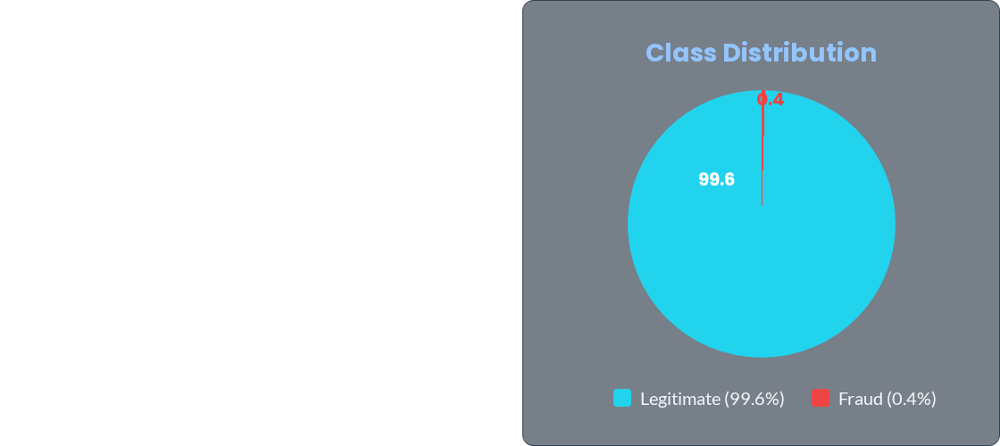 Class Distribution
0.4
99.6
Legitimate (99.6%)
Fraud (0.4%)